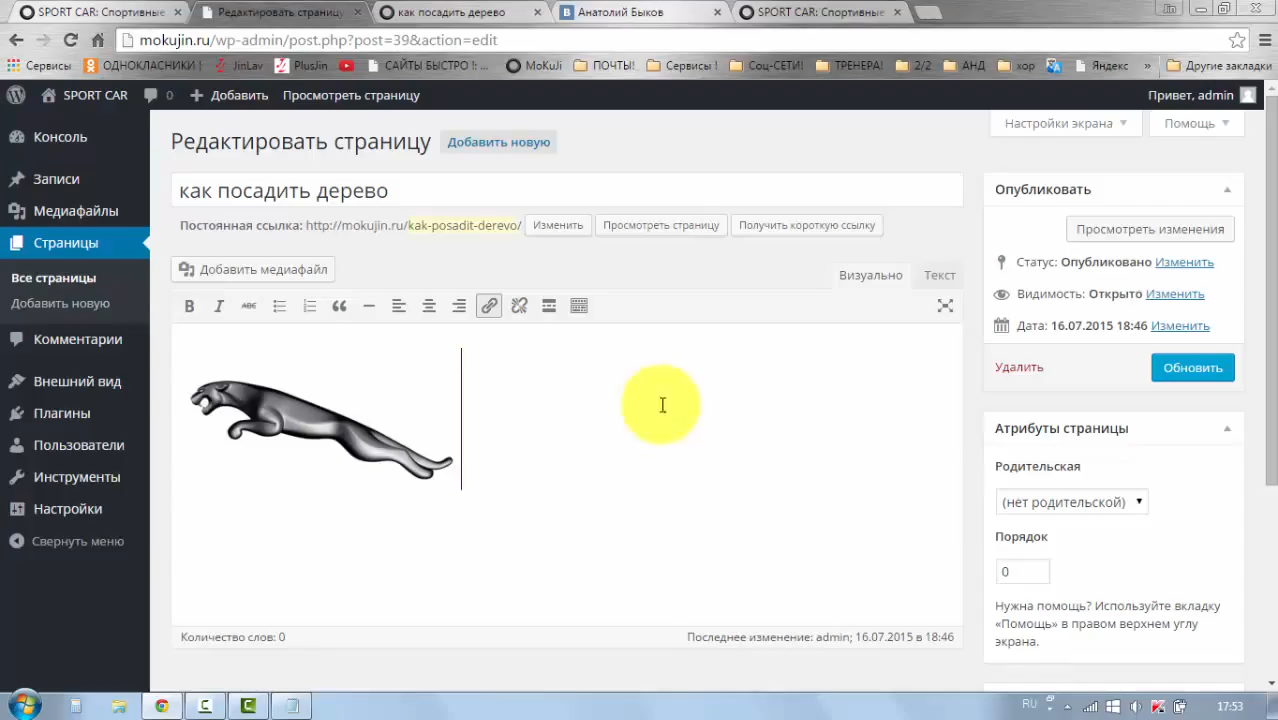 SPORT CAR: Спортивные
Редактировать страницу
как посадить дерево
Анатолий Быков
SPORT CAR: Спортивные
mokujin.ru/wp-admin/post.php?post=39&action=edit
Сервисы
ОДНОКЛАСНИКИ !
JinLav
PlusJin
САЙТЫ БЫСТРО !:
MoKuJi
ПОЧТЫ!
Сервисы !
Соц-СЕТИ!
ТРЕНЕРА!
2/2
АНД
хор
Яндекс
»
Другие закладки
SPORT CAR
0
Добавить
Просмотреть страницу
Привет, admin
Консоль
Записи
Медиафайлы
Страницы
Все страницы
Добавить новую
Комментарии
Внешний вид
Плагины
Пользователи
Инструменты
Настройки
Свернуть меню
Настройки экрана
Помощь
Редактировать страницу
Добавить новую
как посадить дерево
Постоянная ссылка: http://mokujin.ru/kak-posadit-derevo/
Изменить
Просмотреть страницу
Получить короткую ссылку
Добавить медиафайл
Визуально
Текст
B I ABC
Количество слов: 0
Последнее изменение: admin; 16.07.2015 в 18:46
Опубликовать
Просмотреть изменения
Статус: Опубликовано Изменить
Видимость: Открыто Изменить
Дата: 16.07.2015 18:46 Изменить
Удалить
Обновить
Атрибуты страницы
Родительская
(нет родительской)
Порядок
0
Нужна помощь? Используйте вкладку
«Помощь» в правом верхнем углу
экрана.
RU
17:53